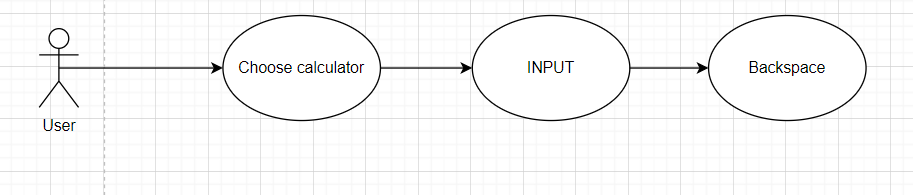 Choose calculator
INPUT
Backspace
User